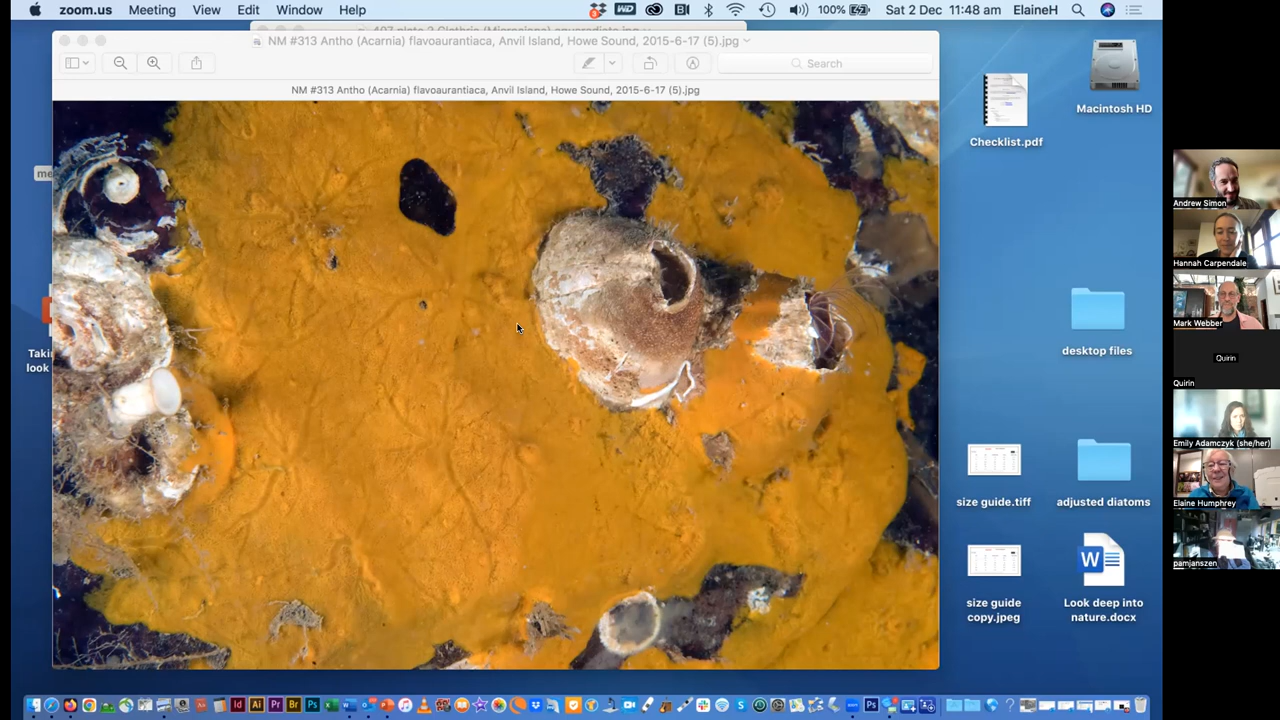 zoom.us Meeting View Edit Window Help 100% Sat 2 Dec 11:48 am ElaineH
NM #313 Antho (Acarnia) flavoaurantiaca, Anvil Island, Howe Sound, 2015-6-17 (5).jpg
Search
NM #313 Antho (Acarnia) flavoaurantiaca, Anvil Island, Howe Sound, 2015-6-17 (5).jpg
Macintosh HD
Checklist.pdf
me
Takin
look
desktop files
size guide.tiff
adjusted diatoms
size guide
copy.jpeg
Look deep into
nature.docx
Andrew Simon
Hannah Carpendale
Mark Webber
Quirin
Quirin
Emily Adamczyk (she/her)
Elaine Humphrey
pamjanszen